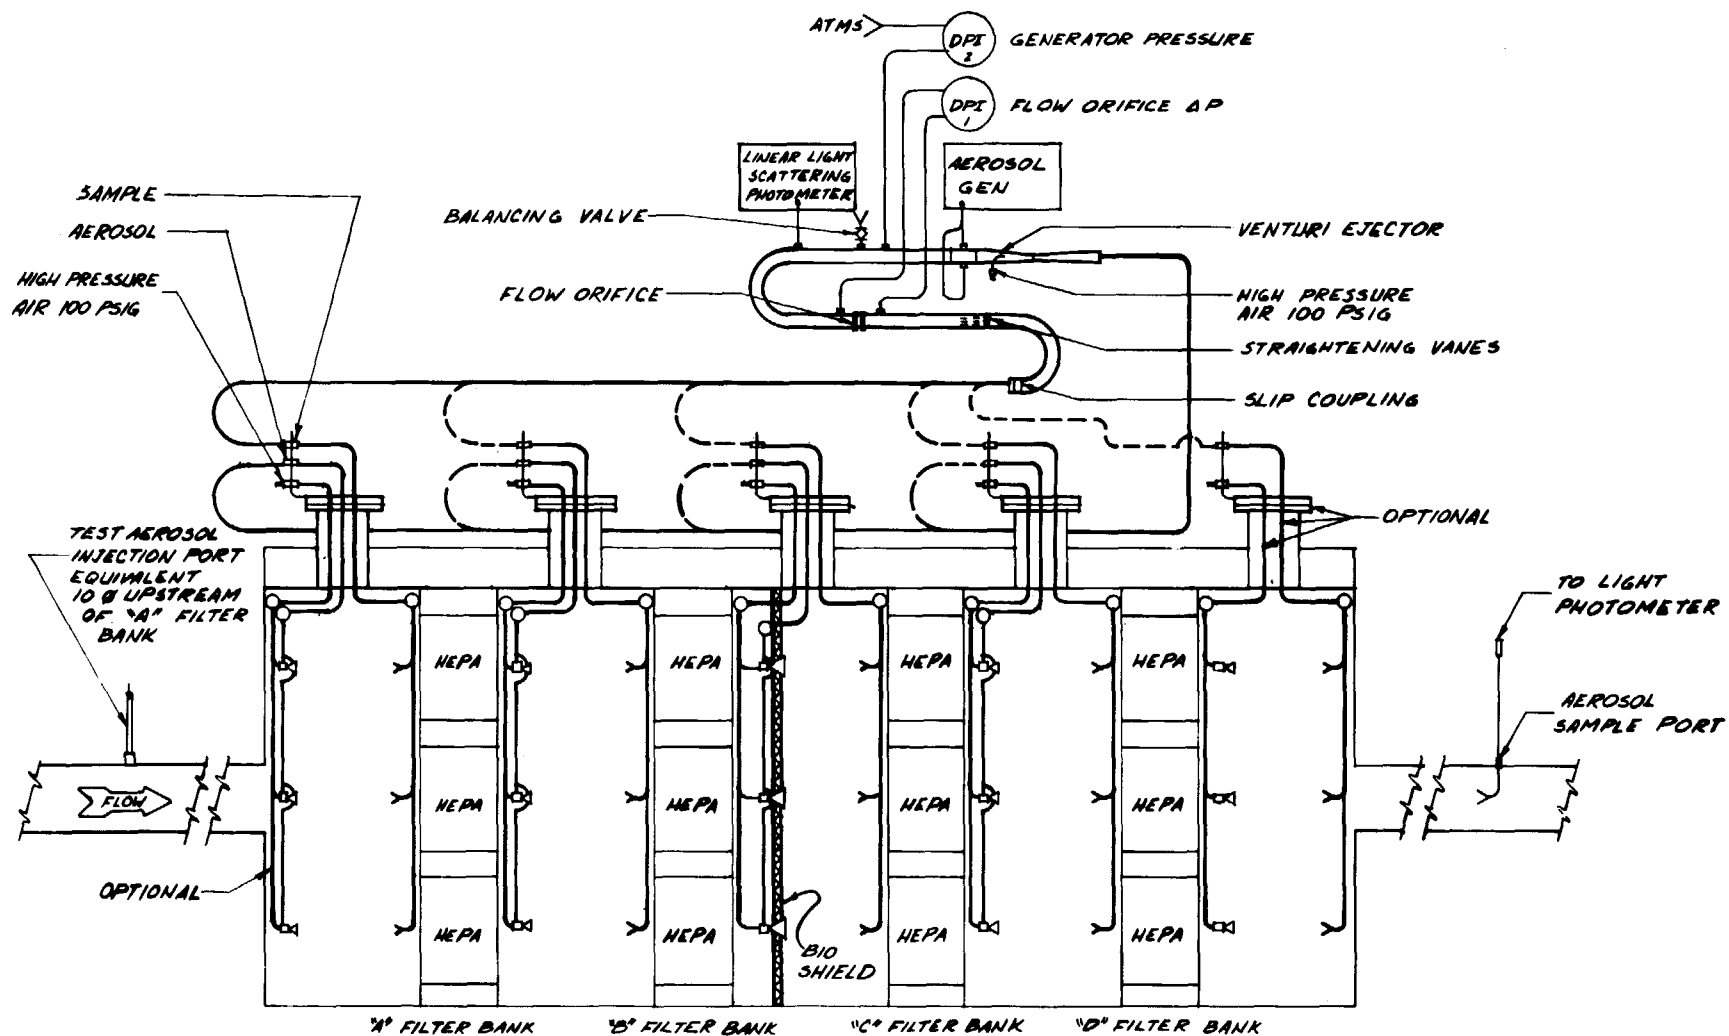 ATMS
DPI
2
GENERATOR PRESSURE
DPI
1
FLOW ORIFICE ΔP
LINEAR LIGHT
SCATTERING
PHOTOMETER
AEROSOL
GEN
SAMPLE
BALANCING VALVE
VENTURI EJECTOR
AEROSOL
HIGH PRESSURE
AIR 100 PSIG
FLOW ORIFICE
HIGH PRESSURE
AIR 100 PSIG
STRAIGHTENING VANES
SLIP COUPLING
OPTIONAL
TEST AEROSOL
INJECTION PORT
EQUIVALENT
10 Ø UPSTREAM
OF "A" FILTER
BANK
TO LIGHT
PHOTOMETER
HEPA
HEPA
HEPA
HEPA
AEROSOL
SAMPLE PORT
FLOW
HEPA
HEPA
HEPA
HEPA
OPTIONAL
HEPA
HEPA
HEPA
HEPA
BIO
SHIELD
"A" FILTER BANK
"B" FILTER BANK
"C" FILTER BANK
"D" FILTER BANK